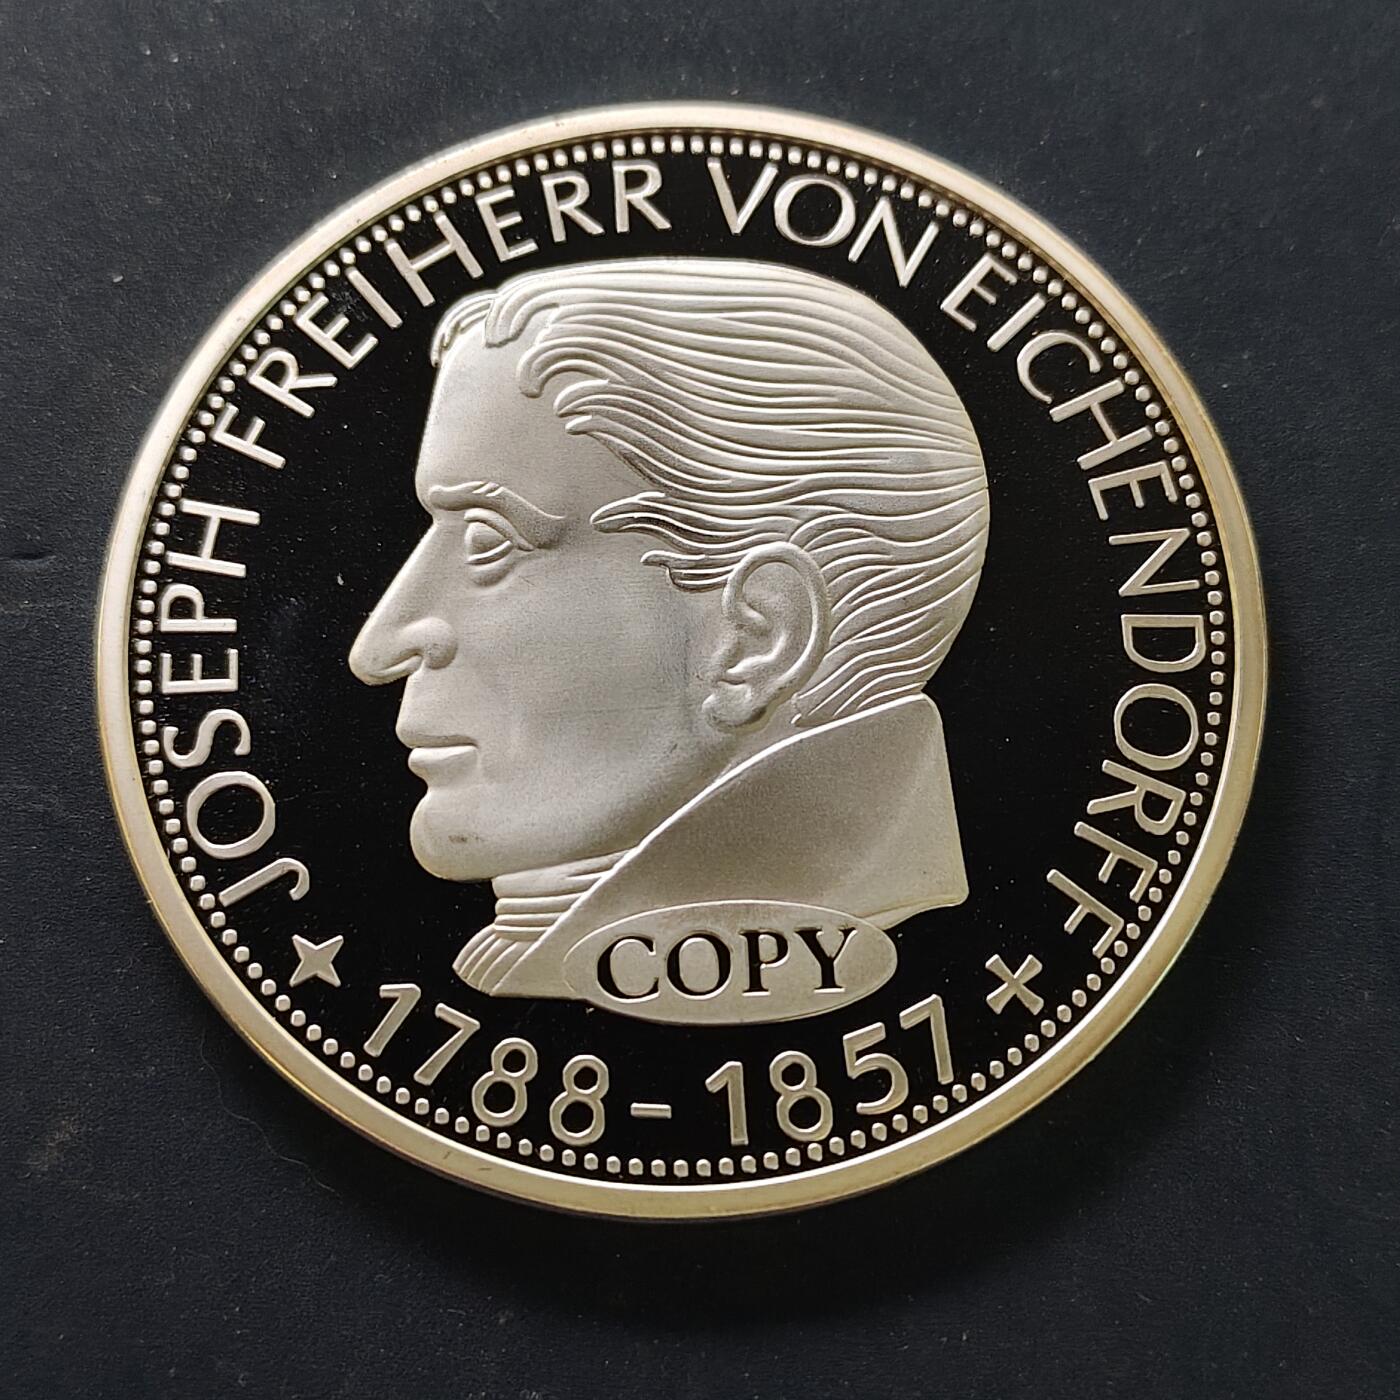 JOSEPH FREIHERR VON EICHENDORFF
COPY
1788-1857